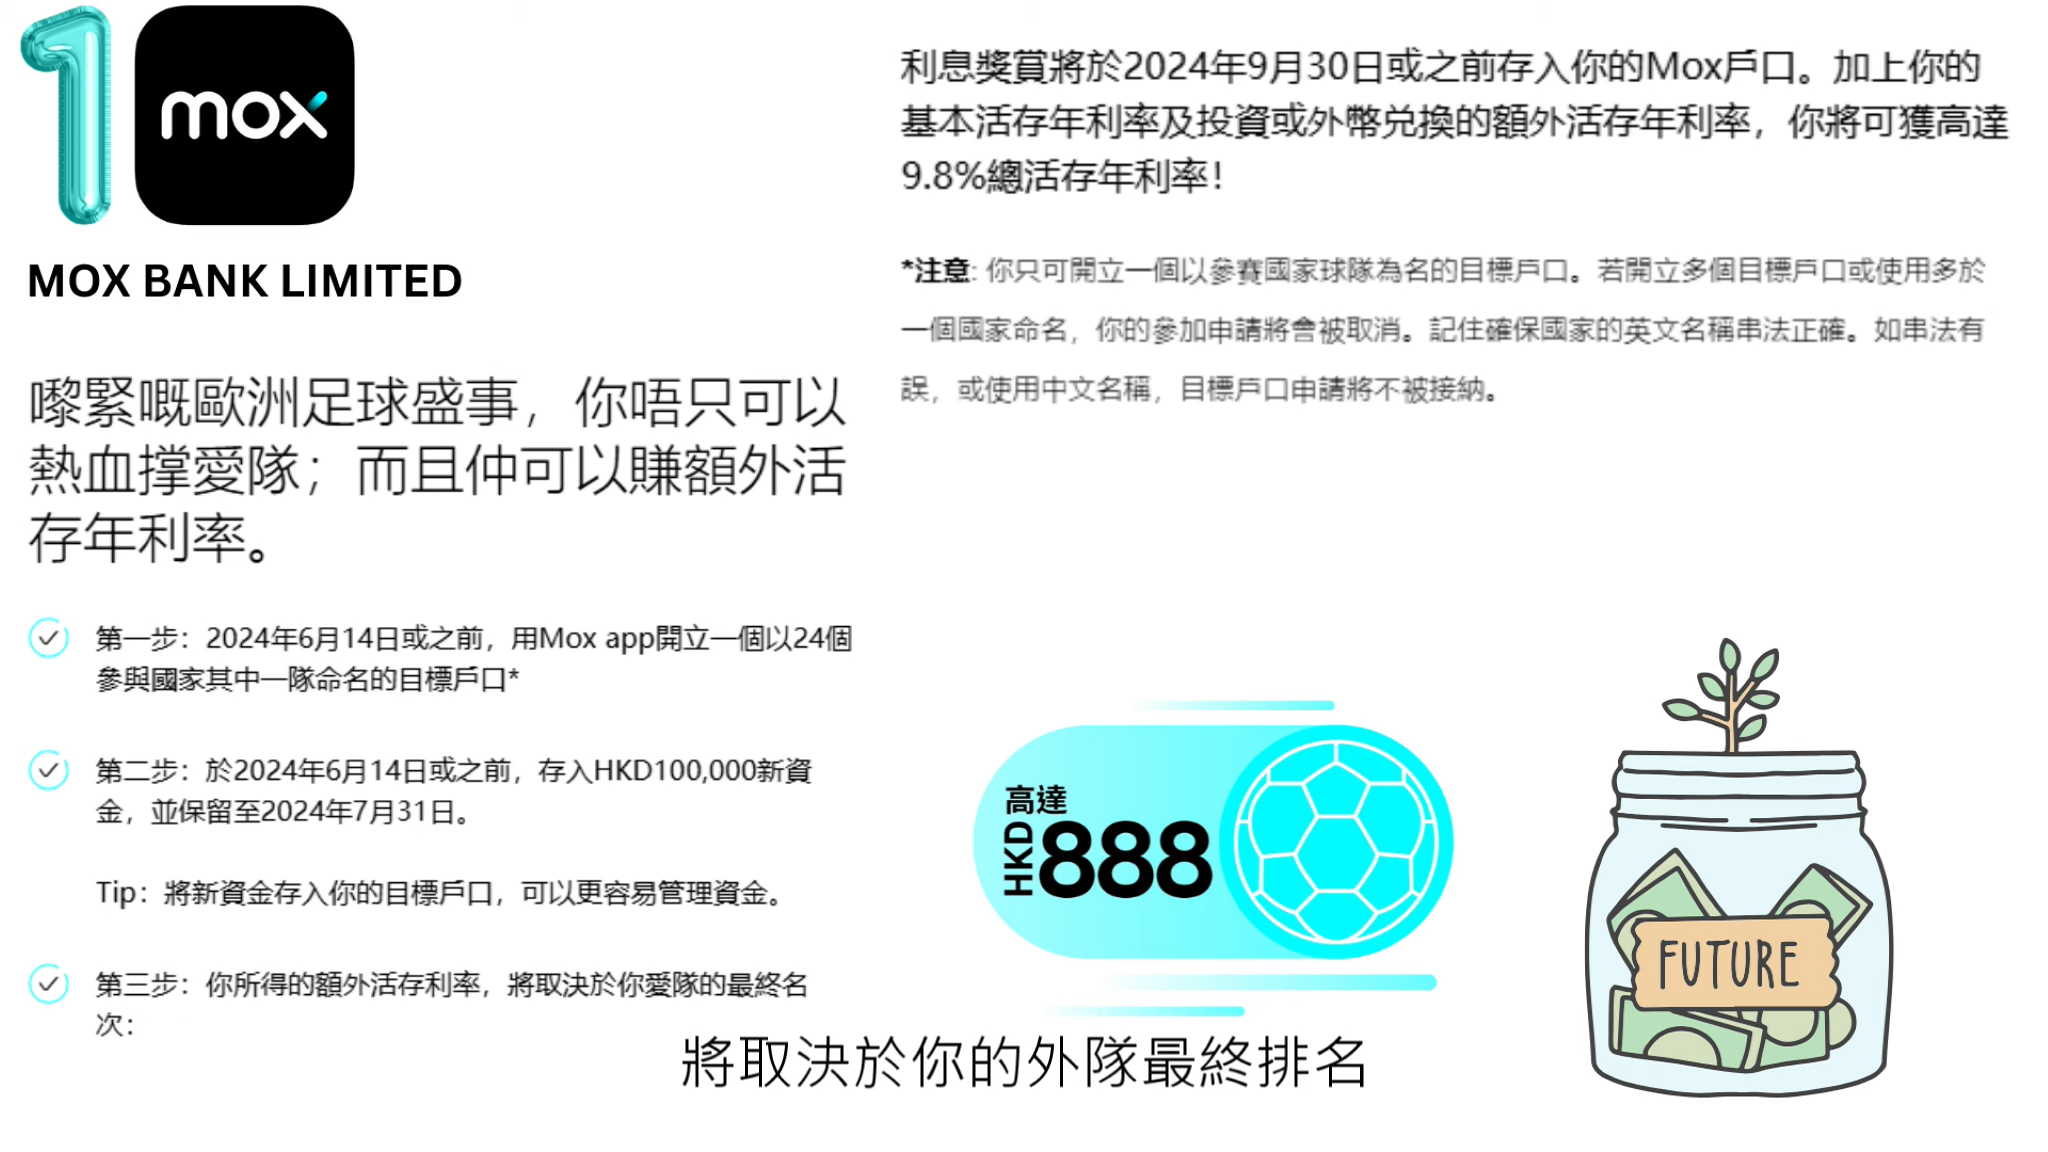 1
mox
MOX BANK LIMITED
嚟緊嘅歐洲足球盛事，你唔只可以
熱血撑愛隊；而且仲可以賺額外活
存年利率。
第一步：2024年6月14日或之前，用Mox app開立一個以24個
參與國家其中一隊命名的目標戶口*
第二步：於2024年6月14日或之前，存入HKD100,000新資
金，並保留至2024年7月31日。
Tip：將新資金存入你的目標戶口，可以更容易管理資金。
第三步：你所得的額外活存利率，將取決於你愛隊的最終名
次：
利息獎賞將於2024年9月30日或之前存入你的Mox戶口。加上你的
基本活存年利率及投資或外幣兌換的額外活存年利率，你將可獲高達
9.8%總活存年利率！
*注意: 你只可開立一個以參賽國家球隊為名的目標戶口。若開立多個目標戶口或使用多於
一個國家命名，你的參加申請將會被取消。記住確保國家的英文名稱串法正確。如串法有
誤，或使用中文名稱，目標戶口申請將不被接納。
高達
HKD888
FUTURE
將取決於你的外隊最終排名